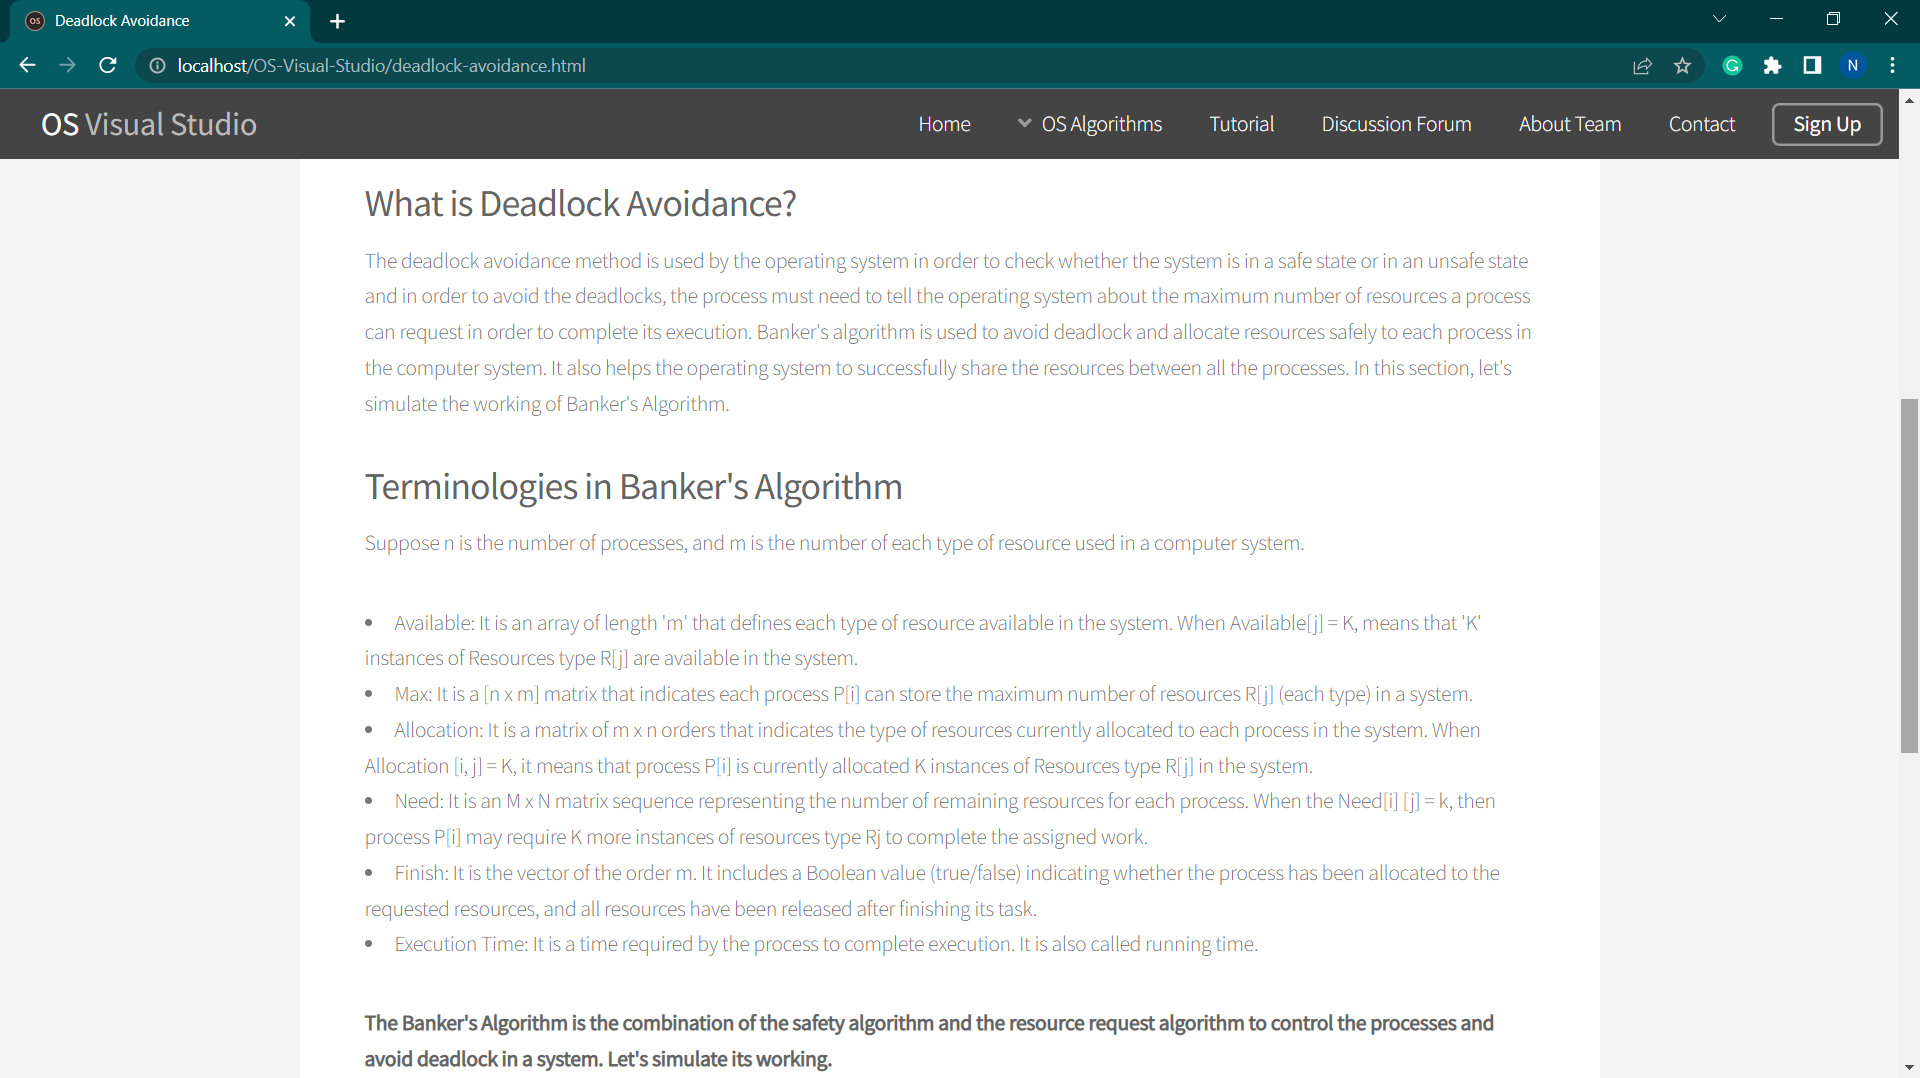 Deadlock Avoidance
localhost/OS-Visual-Studio/deadlock-avoidance.html
N
OS Visual Studio
Home
OS Algorithms
Tutorial
Discussion Forum
About Team
Contact
Sign Up
What is Deadlock Avoidance?
The deadlock avoidance method is used by the operating system in order to check whether the system is in a safe state or in an unsafe state
and in order to avoid the deadlocks, the process must need to tell the operating system about the maximum number of resources a process
can request in order to complete its execution. Banker's algorithm is used to avoid deadlock and allocate resources safely to each process in
the computer system. It also helps the operating system to successfully share the resources between all the processes. In this section, let's
simulate the working of Banker's Algorithm.
Terminologies in Banker's Algorithm
Suppose n is the number of processes, and m is the number of each type of resource used in a computer system.
• Available: It is an array of length 'm' that defines each type of resource available in the system. When Available[j] = K, means that 'K'
instances of Resources type R[j] are available in the system.
• Max: It is a [n x m] matrix that indicates each process P[i] can store the maximum number of resources R[j] (each type) in a system.
• Allocation: It is a matrix of m x n orders that indicates the type of resources currently allocated to each process in the system. When
Allocation [i, j] = K, it means that process P[i] is currently allocated K instances of Resources type R[j] in the system.
• Need: It is an M x N matrix sequence representing the number of remaining resources for each process. When the Need[i] [j] = k, then
process P[i] may require K more instances of resources type Rj to complete the assigned work.
• Finish: It is the vector of the order m. It includes a Boolean value (true/false) indicating whether the process has been allocated to the
requested resources, and all resources have been released after finishing its task.
• Execution Time: It is a time required by the process to complete execution. It is also called running time.
The Banker's Algorithm is the combination of the safety algorithm and the resource request algorithm to control the processes and
avoid deadlock in a system. Let's simulate its working.